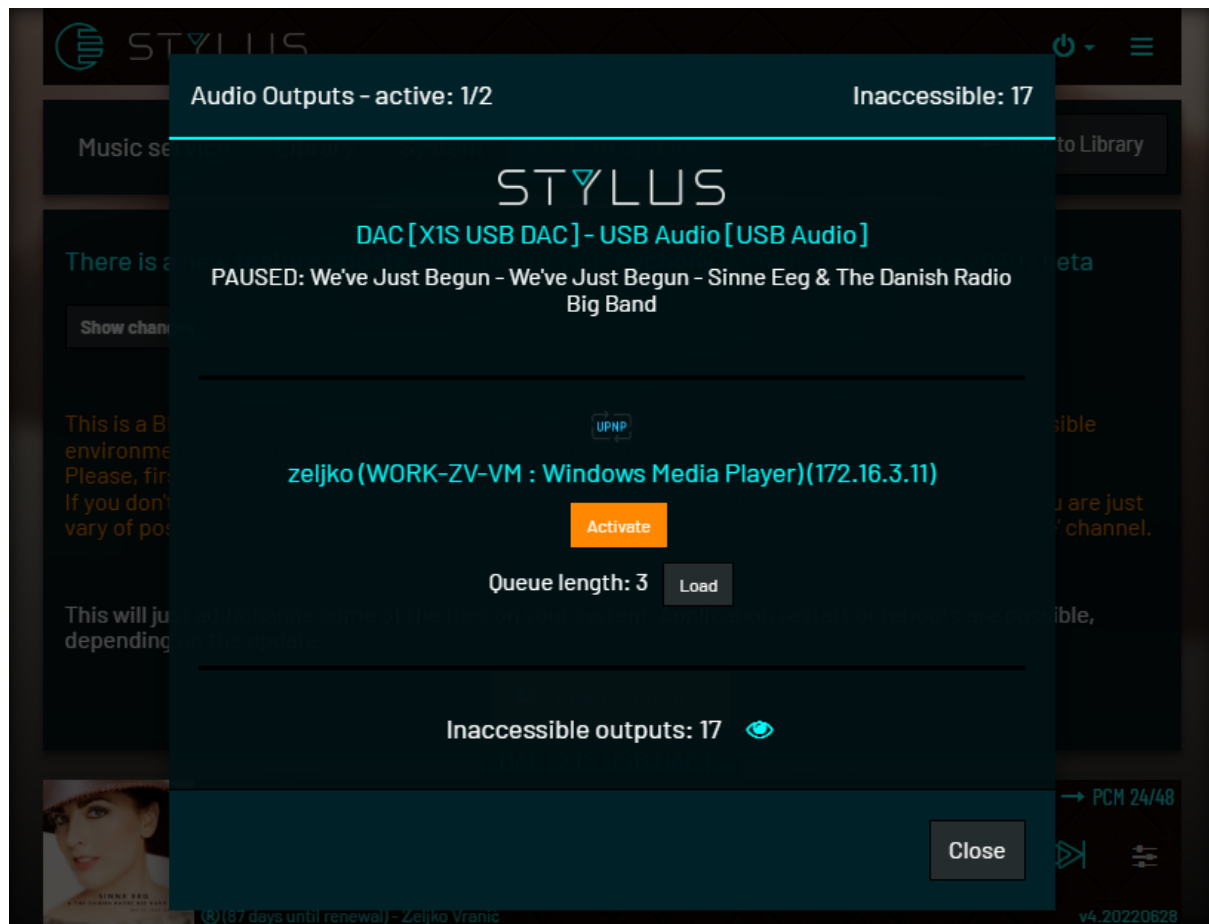 STYLUS
Audio Outputs - active: 1/2
Inaccessible: 17
Music se
to Library
STYLUS
DAC [X1S USB DAC] - USB Audio [USB Audio]
There is a
eta
PAUSED: We've Just Begun - We've Just Begun - Sinne Eeg & The Danish Radio
Big Band
Show chan
UPNP
This is a B
sible
environme
zeljko (WORK-ZV-VM : Windows Media Player)(172.16.3.11)
Please, fir
If you don't
u are just
vary of pos
' channel.
Activate
Queue length: 3
Load
This will ju
ible,
depending
Inaccessible outputs: 17
→ PCM 24/48
Close
SINNE EEG
(R)(87 days until renewal) - Zeljko Vranic
v4.20220628